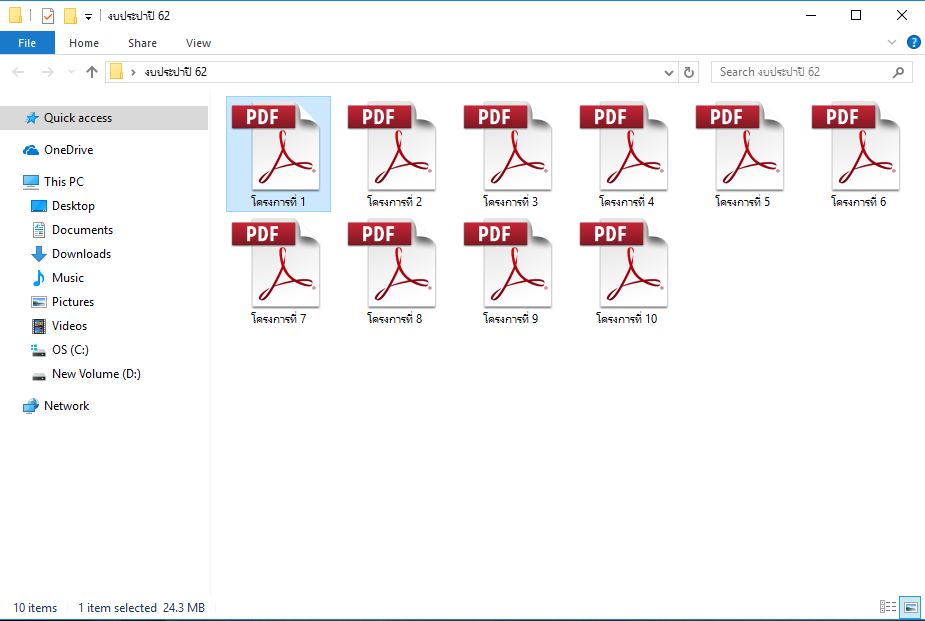 งบประปาปี 62
File Home Share View
งบประปาปี 62
Search งบประปาปี 62
Quick access
OneDrive
This PC
Desktop
Documents
Downloads
Music
Pictures
Videos
OS (C:)
New Volume (D:)
Network
PDF PDF PDF PDF PDF PDF
โครงการที่ 1 โครงการที่ 2 โครงการที่ 3 โครงการที่ 4 โครงการที่ 5 โครงการที่ 6
PDF PDF PDF PDF
โครงการที่ 7 โครงการที่ 8 โครงการที่ 9 โครงการที่ 10
10 items 1 item selected 24.3 MB